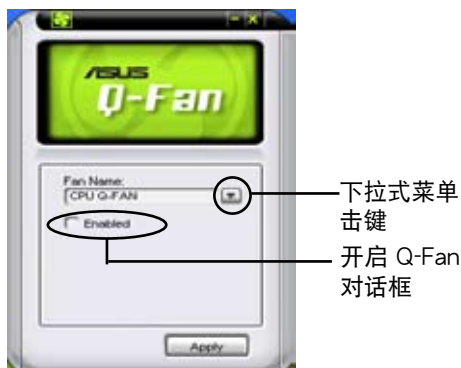 ASUS
Q-Fan
Fan Name:
CPU Q-FAN
Enabled
Apply
下拉式菜单
击键
开启 Q-Fan
对话框